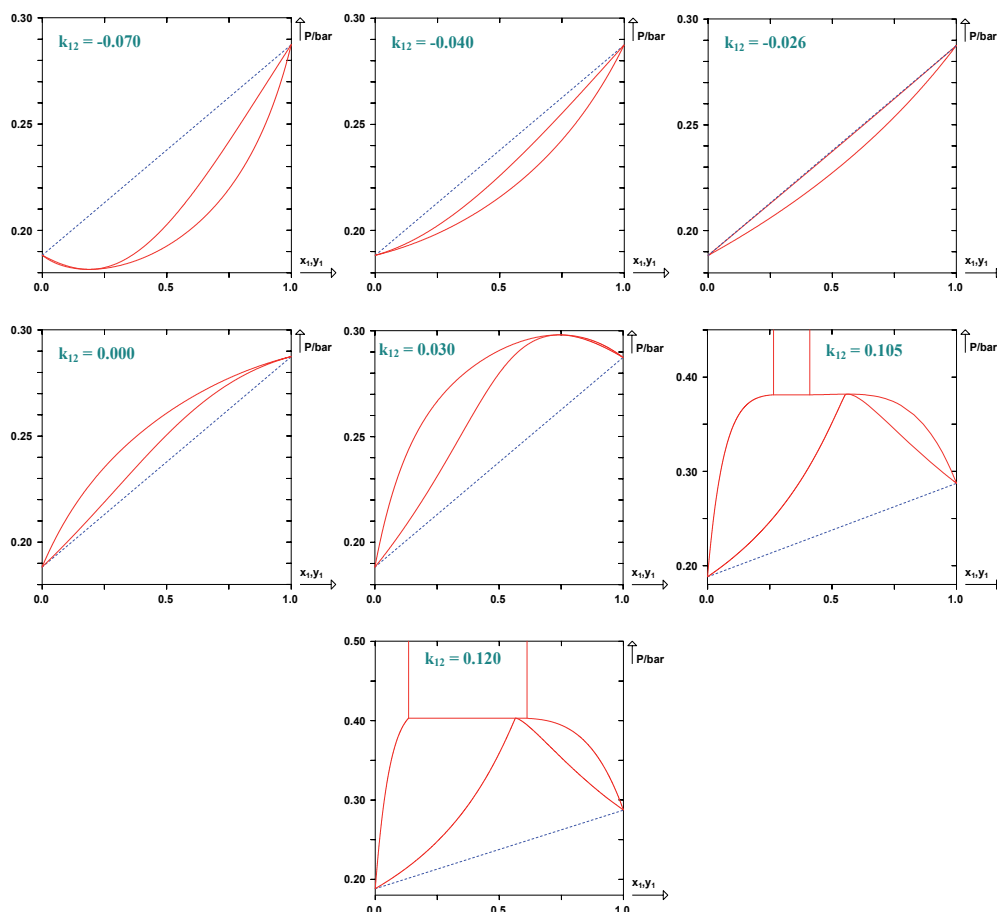 0.30
k12 = -0.070
P/bar
0.25
0.20
x1,y1
0.0
0.5
1.0
0.30
k12 = -0.040
P/bar
0.25
0.20
x1,y1
0.0
0.5
1.0
0.30
k12 = -0.026
P/bar
0.25
0.20
x1,y1
0.0
0.5
1.0
0.30
k12 = 0.000
P/bar
0.25
0.20
x1,y1
0.0
0.5
1.0
0.30
k12 = 0.030
P/bar
0.25
0.20
x1,y1
0.0
0.5
1.0
k12 = 0.105
P/bar
0.40
0.30
0.20
x1,y1
0.0
0.5
1.0
0.50
k12 = 0.120
P/bar
0.40
0.30
0.20
x1,y1
0.0
0.5
1.0